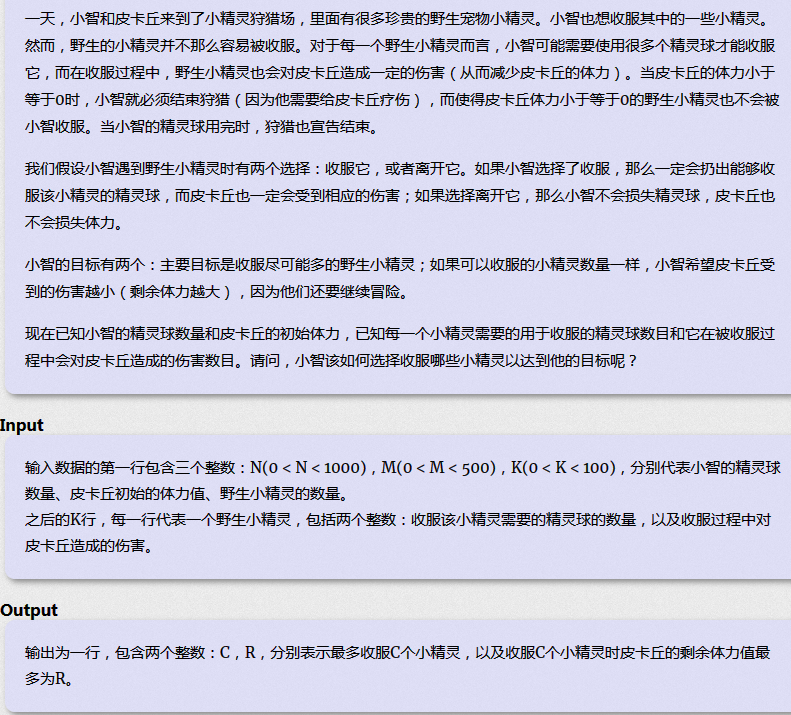 一天，小智和皮卡丘来到了小精灵狩猎场，里面有很多珍贵的野生宠物小精灵。小智也想收服其中的一些小精灵。
然而，野生的小精灵并不那么容易被收服。对于每一个野生小精灵而言，小智可能需要使用很多个精灵球才能收服
它，而在收服过程中，野生小精灵也会对皮卡丘造成一定的伤害（从而减少皮卡丘的体力）。当皮卡丘的体力小于
等于0时，小智就必须结束狩猎（因为他需要给皮卡丘疗伤），而使得皮卡丘体力小于等于0的野生小精灵也不会被
小智收服。当小智的精灵球用完时，狩猎也宣告结束。
我们假设小智遇到野生小精灵时有两个选择：收服它，或者离开它。如果小智选择了收服，那么一定会扔出能够收
服该小精灵的精灵球，而皮卡丘也一定会受到相应的伤害；如果选择离开它，那么小智不会损失精灵球，皮卡丘也
不会损失体力。
小智的目标有两个：主要目标是收服尽可能多的野生小精灵；如果可以收服的小精灵数量一样，小智希望皮卡丘受
到的伤害越小（剩余体力越大），因为他们还要继续冒险。
现在已知小智的精灵球数量和皮卡丘的初始体力，已知每一个小精灵需要的用于收服的精灵球数目和它在被收服过
程中会对皮卡丘造成的伤害数目。请问，小智该如何选择收服哪些小精灵以达到他的目标呢？
Input
输入数据的第一行包含三个整数：N(0 < N < 1000)，M(0 < M < 500)，K(0 < K < 100)，分别代表小智的精灵球
数量、皮卡丘初始的体力值、野生小精灵的数量。
之后的K行，每一行代表一个野生小精灵，包括两个整数：收服该小精灵需要的精灵球的数量，以及收服过程中对
皮卡丘造成的伤害。
Output
输出为一行，包含两个整数：C，R，分别表示最多收服C个小精灵，以及收服C个小精灵时皮卡丘的剩余体力值最
多为R。